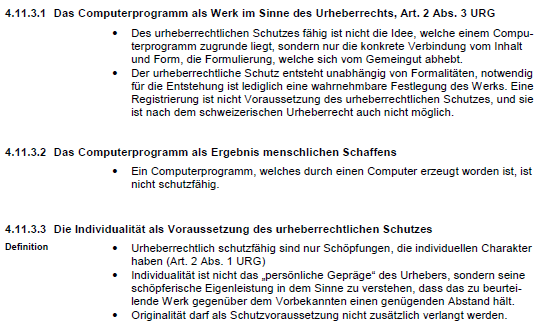 4.11.3.1 Das Computerprogramm als Werk im Sinne des Urheberrechts, Art. 2 Abs. 3 URG
• Des urheberrechtlichen Schutzes fähig ist nicht die Idee, welche einem Compu-
terprogramm zugrunde liegt, sondern nur die konkrete Verbindung vom Inhalt
und Form, die Formulierung, welche sich vom Gemeingut abhebt.
• Der urheberrechtliche Schutz entsteht unabhängig von Formalitäten, notwendig
für die Entstehung ist lediglich eine wahrnehmbare Festlegung des Werks. Eine
Registrierung ist nicht Voraussetzung des urheberrechtlichen Schutzes, und sie
ist nach dem schweizerischen Urheberrecht auch nicht möglich.
4.11.3.2 Das Computerprogramm als Ergebnis menschlichen Schaffens
• Ein Computerprogramm, welches durch einen Computer erzeugt worden ist, ist
nicht schutzfähig.
4.11.3.3 Die Individualität als Voraussetzung des urheberrechtlichen Schutzes
Definition • Urheberrechtlich schutzfähig sind nur Schöpfungen, die individuellen Charakter
haben (Art. 2 Abs. 1 URG)
• Individualität ist nicht das „persönliche Gepräge“ des Urhebers, sondern seine
schöpferische Eigenleistung in dem Sinne zu verstehen, dass das zu beurtei-
lende Werk gegenüber dem Vorbekannten einen genügenden Abstand hält.
• Originalität darf als Schutzvoraussetzung nicht zusätzlich verlangt werden.